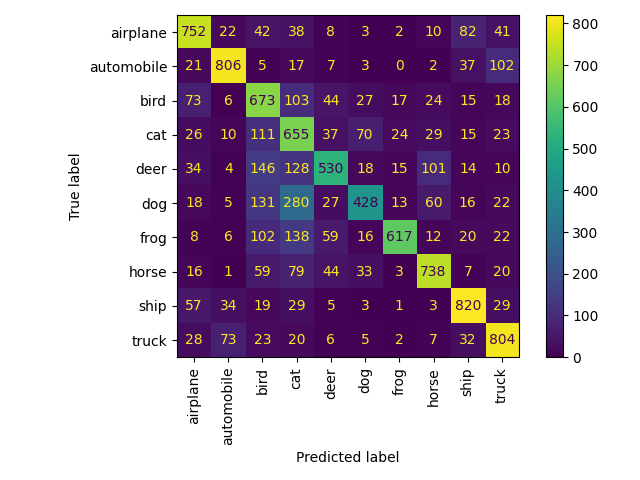 airplane 752 22 42 38 8 3 2 10 82 41
automobile 21 806 5 17 7 3 0 2 37 102
bird 73 6 673 103 44 27 17 24 15 18
cat 26 10 111 655 37 70 24 29 15 23
deer 34 4 146 128 530 18 15 101 14 10
dog 18 5 131 280 27 428 13 60 16 22
frog 8 6 102 138 59 16 617 12 20 22
horse 16 1 59 79 44 33 3 738 7 20
ship 57 34 19 29 5 3 1 3 820 29
truck 28 73 23 20 6 5 2 7 32 804
True label
airplane automobile bird cat deer dog frog horse ship truck
Predicted label
800
700
600
500
400
300
200
100
0